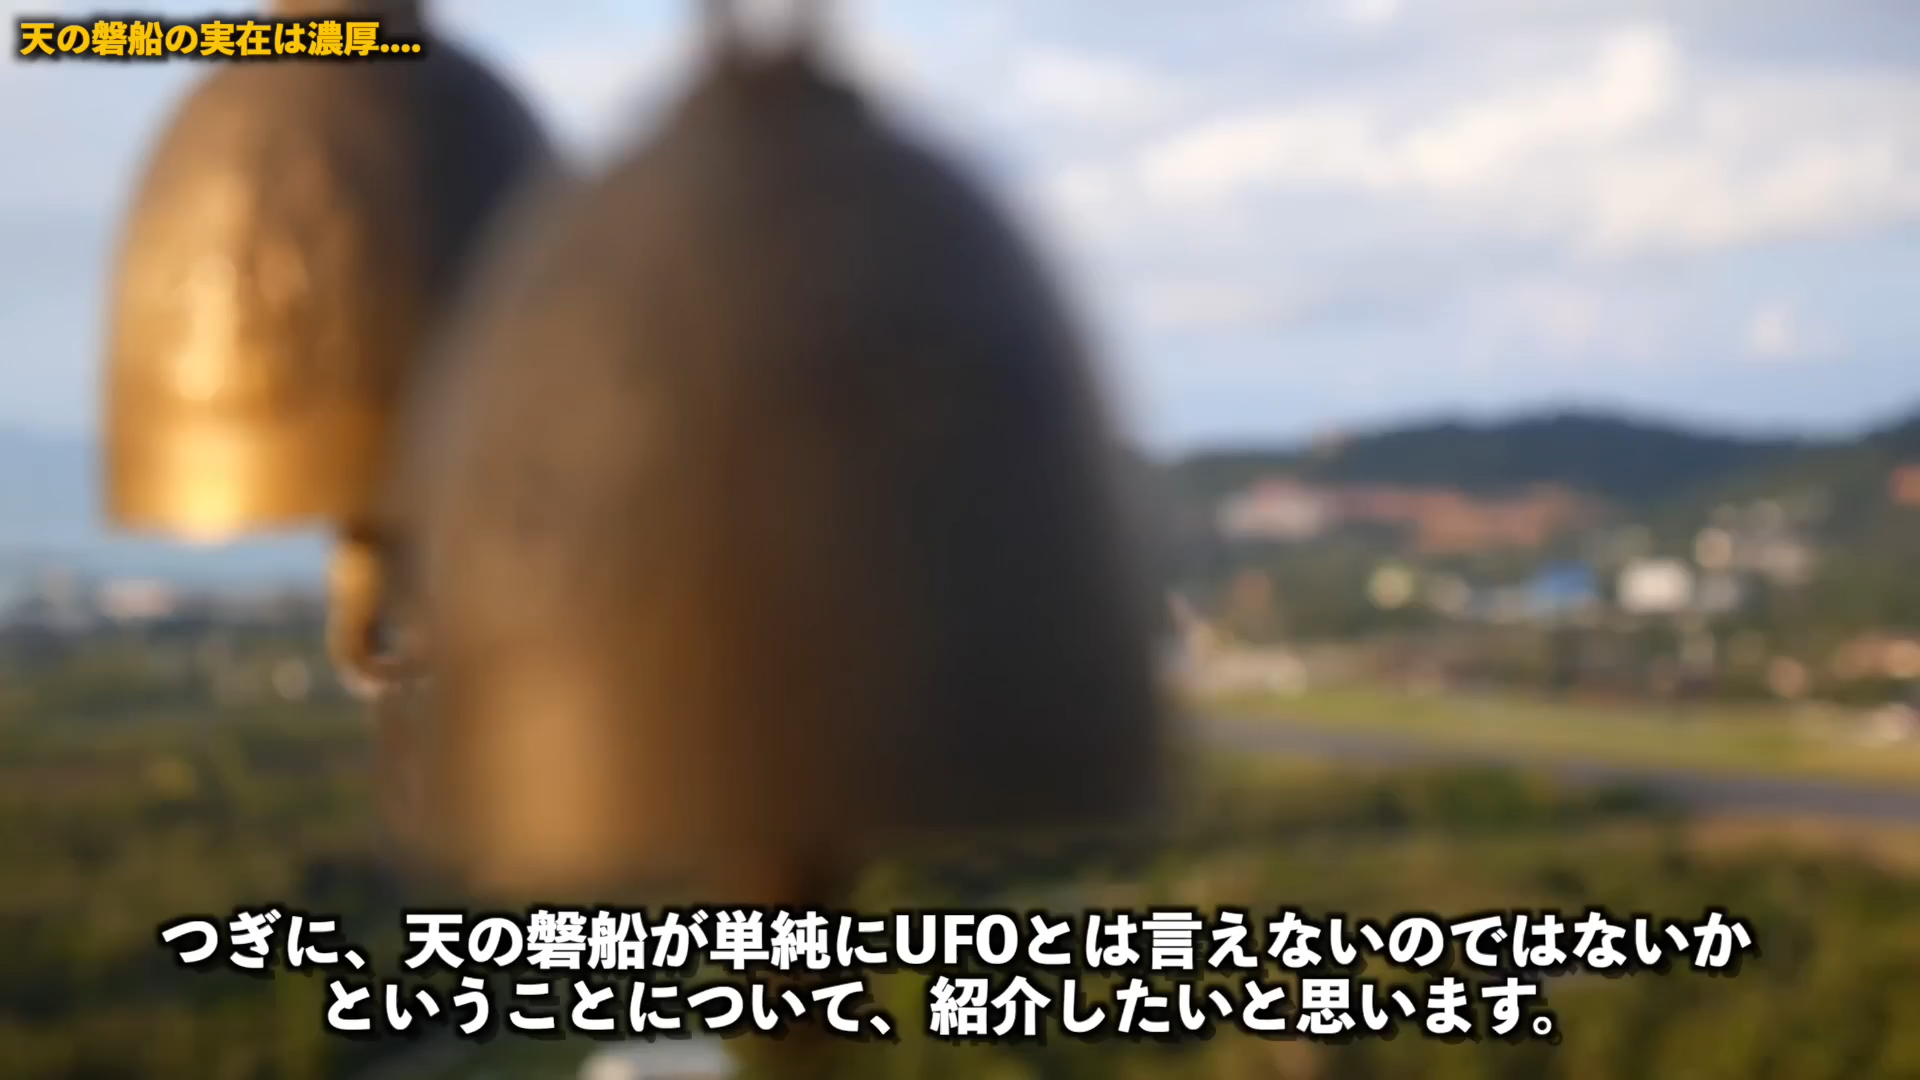 天の磐船の実在は濃厚....
つぎに、天の磐船が単純にUFOとは言えないのではないか
ということについて、紹介したいと思います。